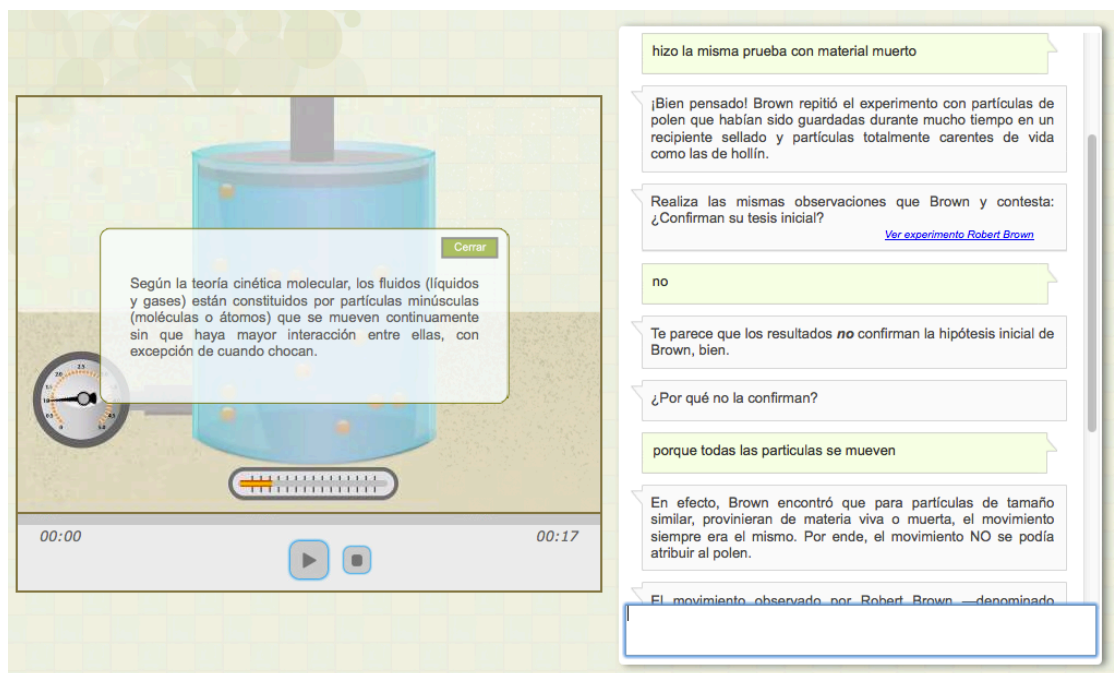 Cerrar
Según la teoría cinética molecular, los fluidos (líquidos
y gases) están constituidos por partículas minúsculas
(moléculas o átomos) que se mueven continuamente
sin que haya mayor interacción entre ellas, con
excepción de cuando chocan.
00:00
00:17
hizo la misma prueba con material muerto
¡Bien pensado! Brown repitió el experimento con partículas de
polen que habían sido guardadas durante mucho tiempo en un
recipiente sellado y partículas totalmente carentes de vida
como las de hollín.
Realiza las mismas observaciones que Brown y contesta:
¿Confirman su tesis inicial?
Ver experimento Robert Brown
no
Te parece que los resultados no confirman la hipótesis inicial de
Brown, bien.
¿Por qué no la confirman?
porque todas las particulas se mueven
En efecto, Brown encontró que para partículas de tamaño
similar, provinieran de materia viva o muerta, el movimiento
siempre era el mismo. Por ende, el movimiento NO se podía
atribuir al polen.
El movimiento observado por Robert Brown —denominado